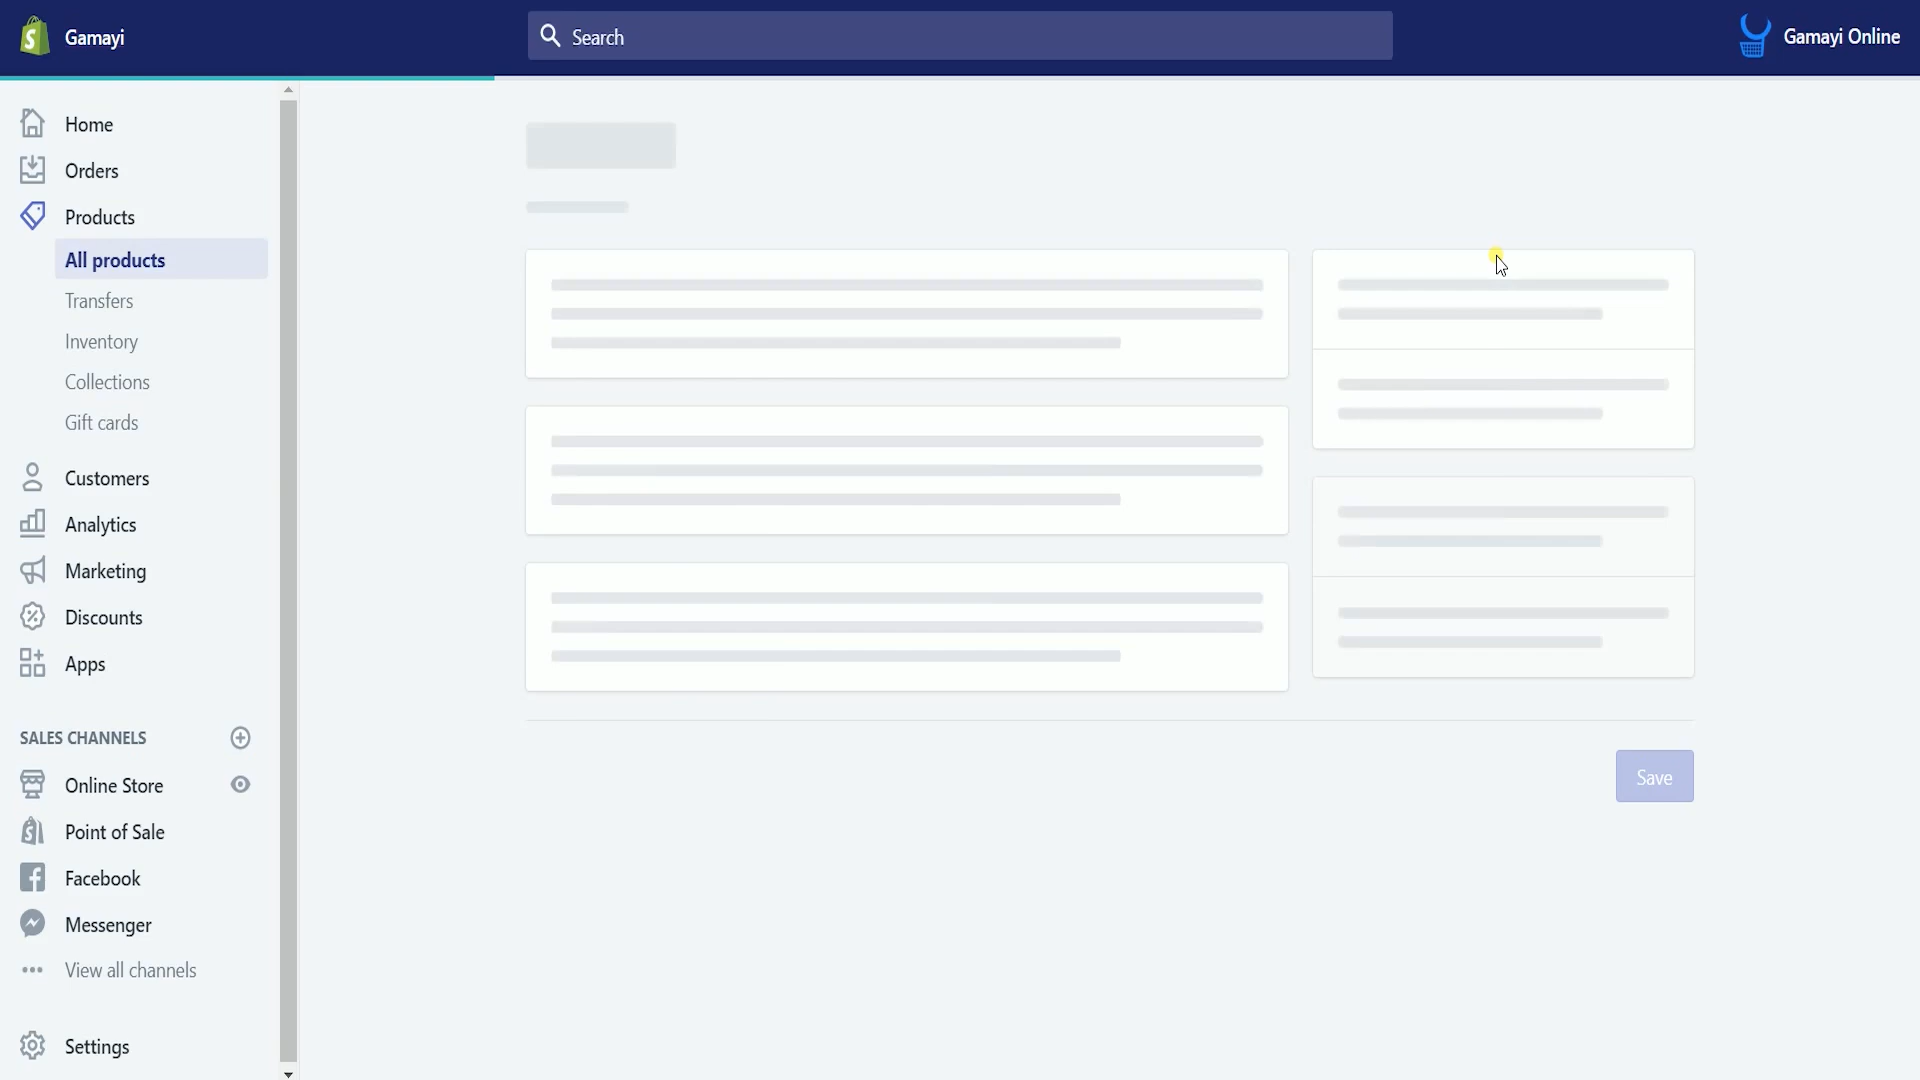 Gamayi
Search
Gamayi Online
Home
Orders
Products
All products
Transfers
Inventory
Collections
Gift cards
Customers
Analytics
Marketing
Discounts
Apps
SALES CHANNELS
Online Store
Point of Sale
Facebook
Messenger
View all channels
Settings
Save